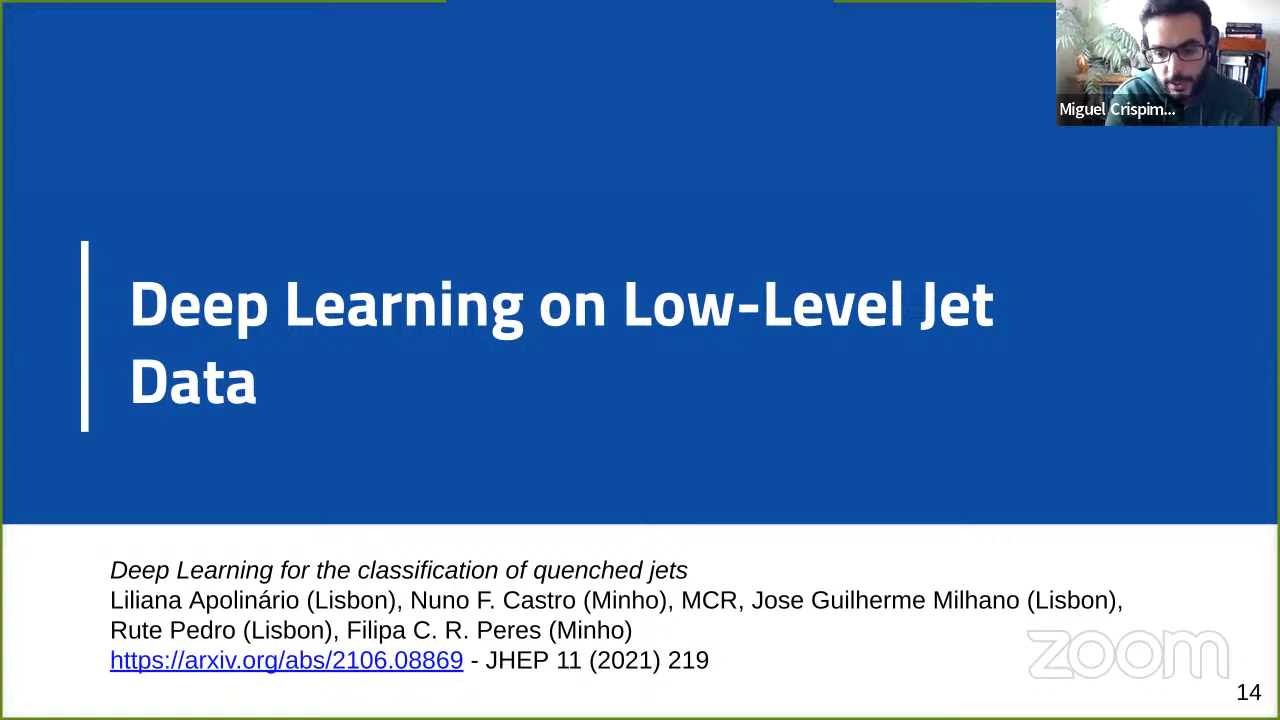 Miguel Crispim...
Deep Learning on Low-Level Jet
Data
Deep Learning for the classification of quenched jets
Liliana Apolinário (Lisbon), Nuno F. Castro (Minho), MCR, Jose Guilherme Milhano (Lisbon),
Rute Pedro (Lisbon), Filipa C. R. Peres (Minho)
https://arxiv.org/abs/2106.08869 - JHEP 11 (2021) 219
zoom
14